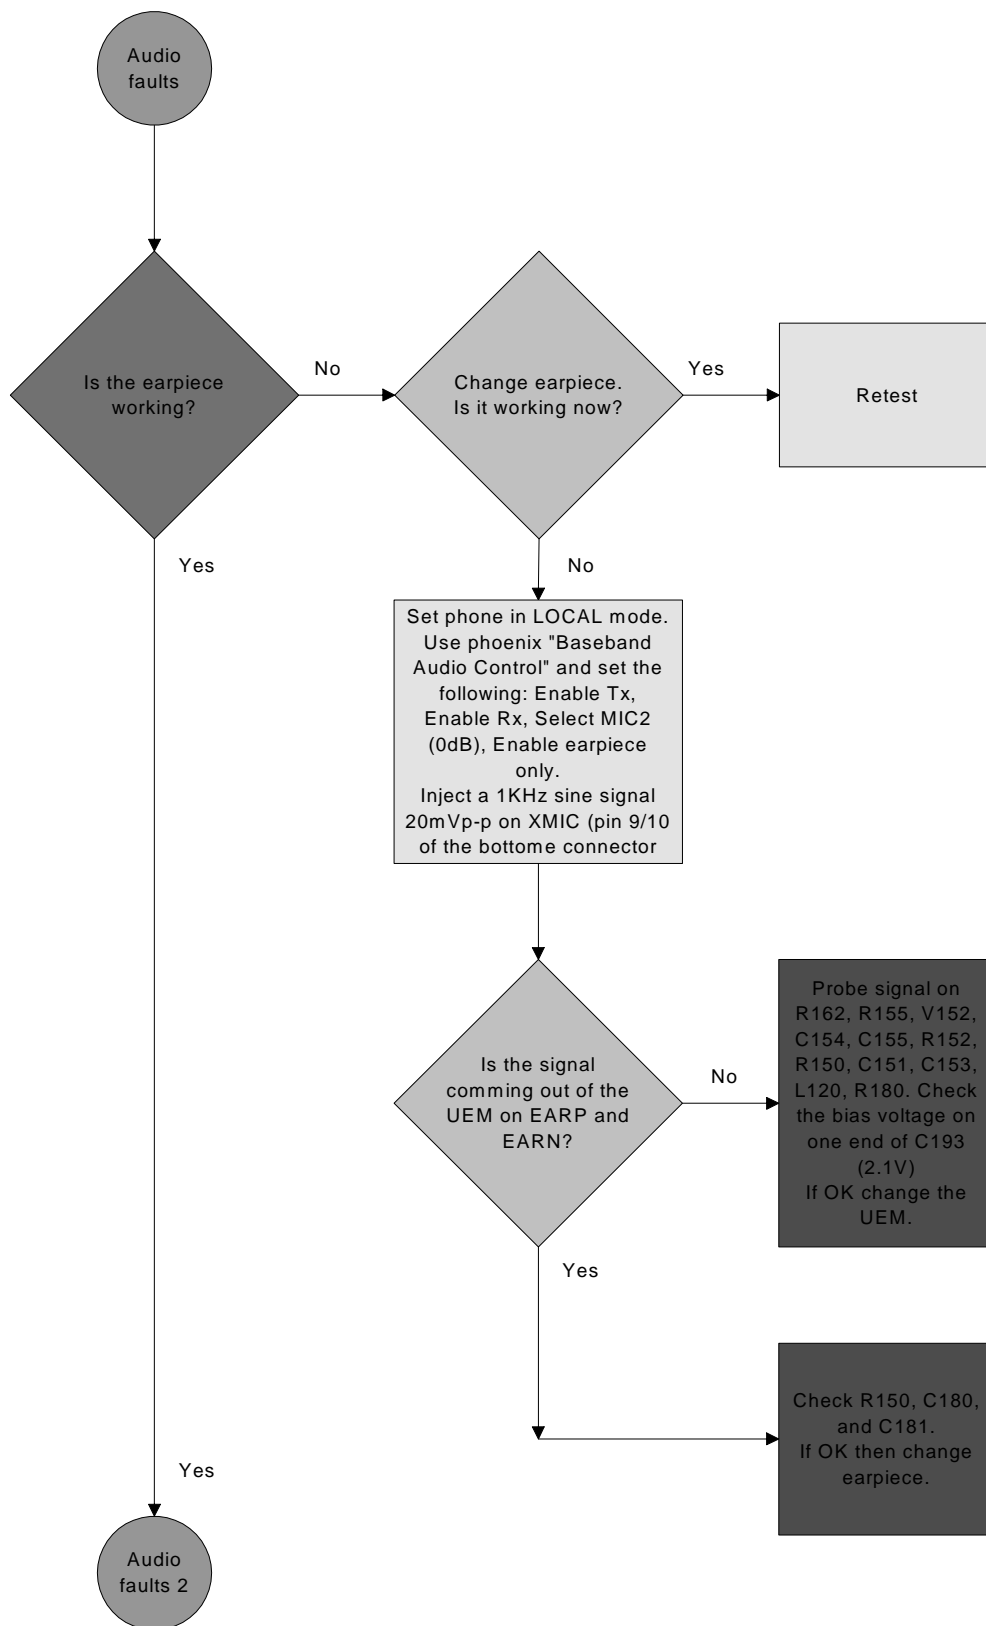 Audio
faults
Is the earpiece
working?
No
Change earpiece.
Is it working now?
Yes
Retest
Yes
No
Set phone in LOCAL mode.
Use phoenix "Baseband
Audio Control" and set the
following: Enable Tx,
Enable Rx, Select MIC2
(0dB), Enable earpiece
only.
Inject a 1KHz sine signal
20mVp-p on XMIC (pin 9/10
of the bottome connector
Is the signal
comming out of the
UEM on EARP and
EARN?
No
Probe signal on
R162, R155, V152,
C154, C155, R152,
R150, C151, C153,
L120, R180. Check
the bias voltage on
one end of C193
(2.1V)
If OK change the
UEM.
Yes
Check R150, C180,
and C181.
If OK then change
earpiece.
Yes
Audio
faults 2